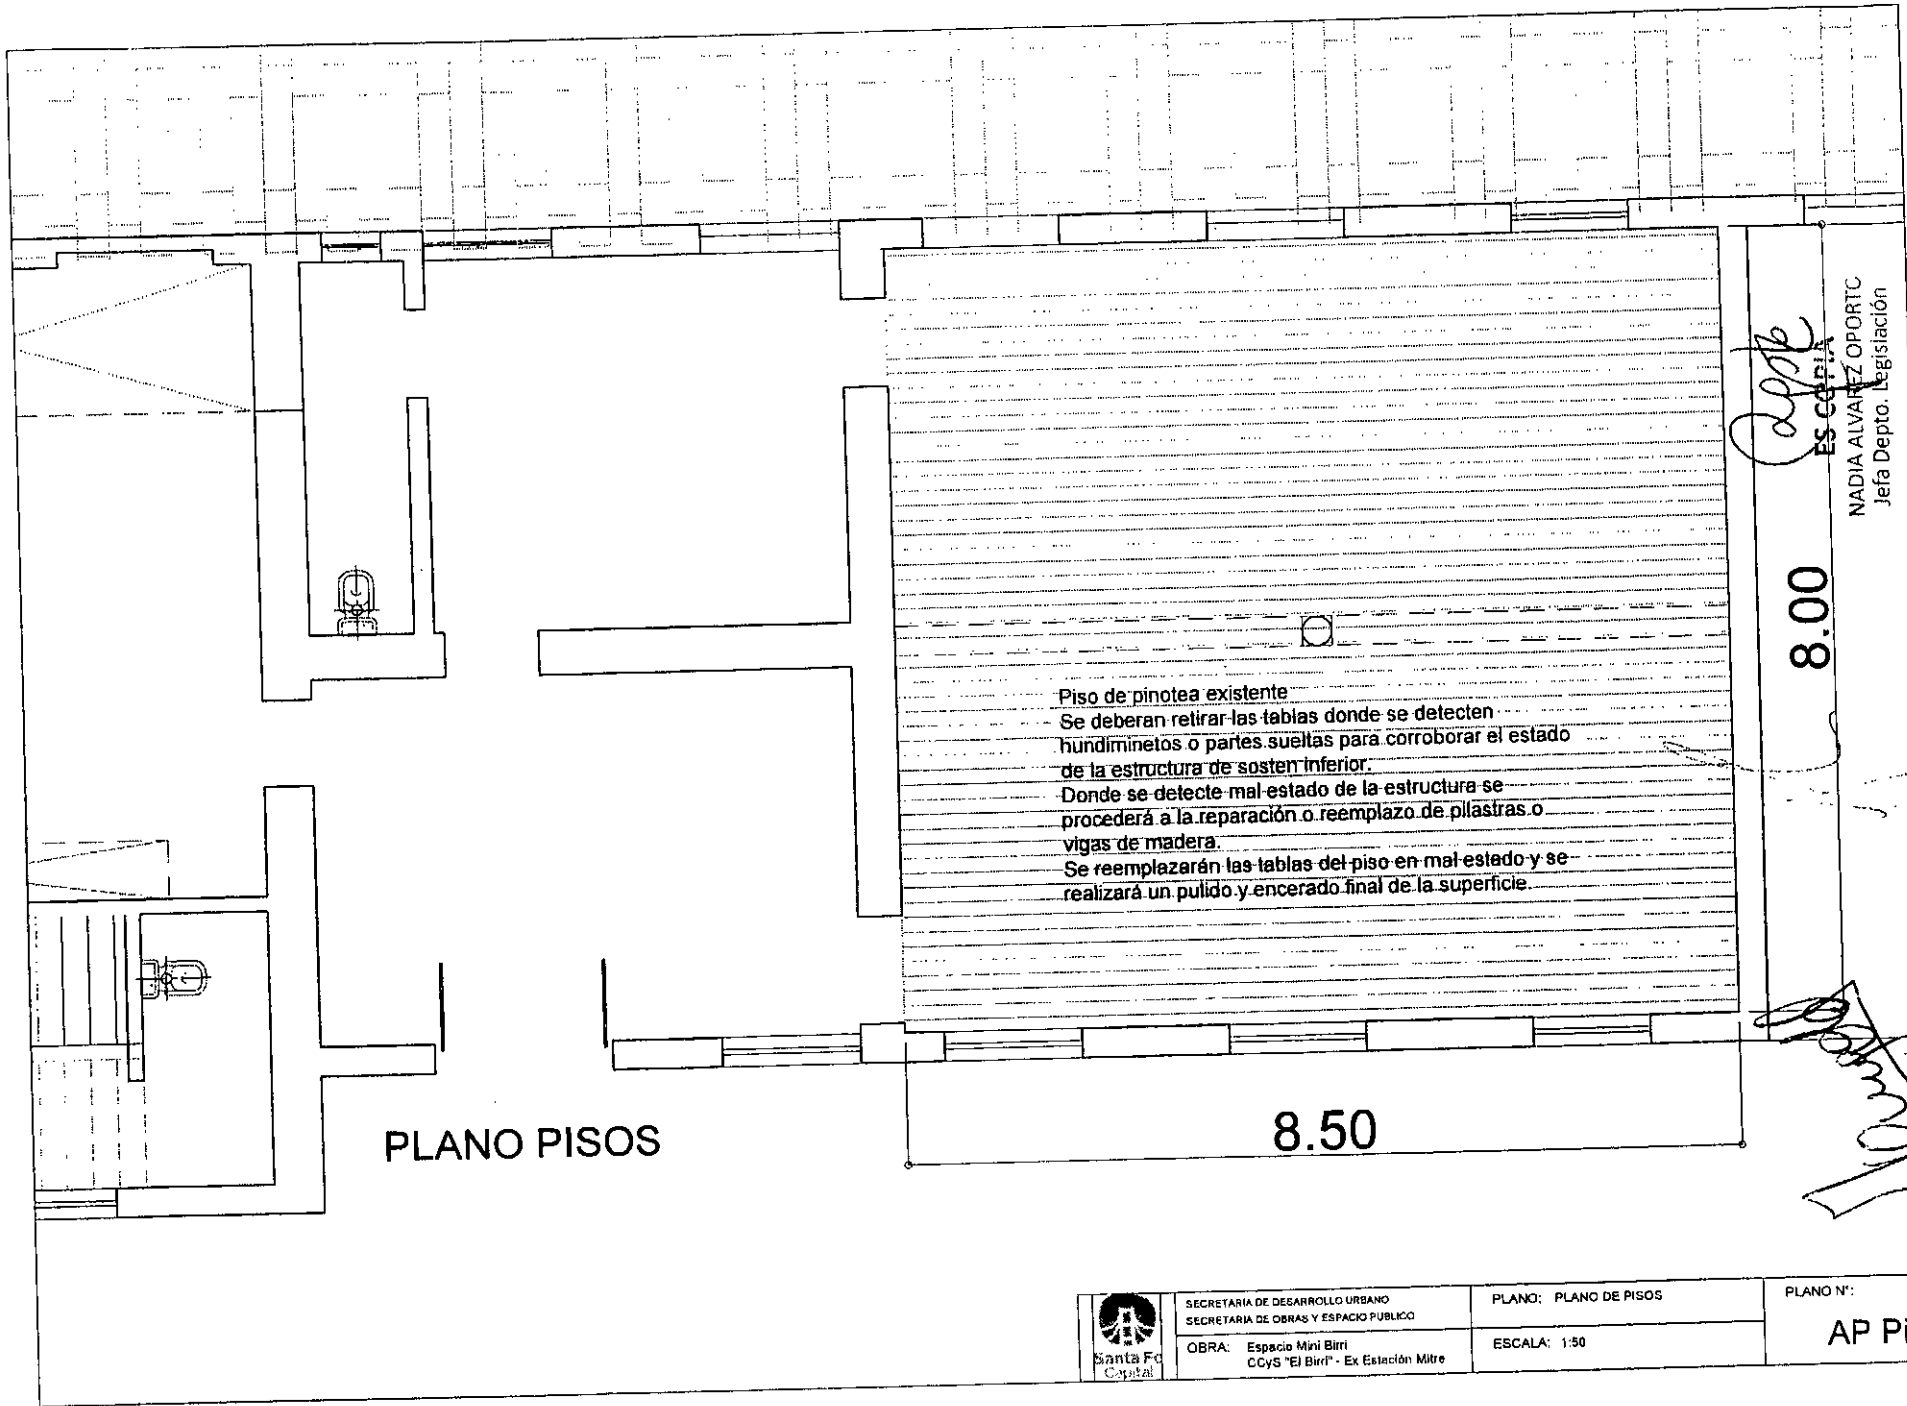 ES COPIA
NADIA ALVAREZ OPORTC
Jefa Depto. Legislación
8.00
Piso de pinotea existente
Se deberan retirar las tablas donde se detecten
hundiminetos o partes sueltas para corroborar el estado
de la estructura de sosten inferior.
Donde se detecte mal estado de la estructura se
procederá a la reparación o reemplazo de pilastras o
vigas de madera.
Se reemplazarán las tablas del piso en mal estado y se
realizará un pulido y encerado final de la superficie.
PLANO PISOS
8.50
Santa Fe
Capital
SECRETARIA DE DESARROLLO URBANO
SECRETARIA DE OBRAS Y ESPACIO PUBLICO
OBRA: Espacio Mini Birri
CCyS "El Birri" - Ex Estación Mitre
PLANO: PLANO DE PISOS
ESCALA: 1:50
PLANO N°:
AP Pi